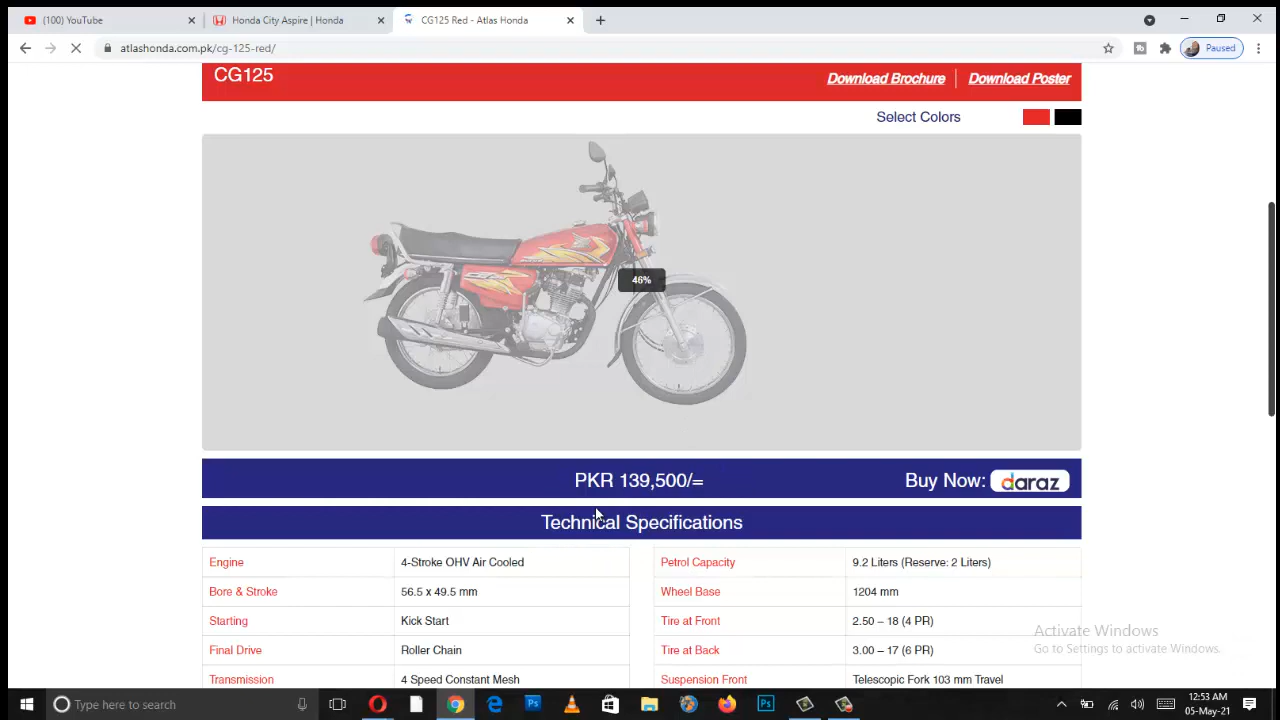 (100) YouTube
Honda City Aspire | Honda
CG125 Red - Atlas Honda
atlashonda.com.pk/cg-125-red/
Paused
CG125
Download Brochure
Download Poster
Select Colors
46%
PKR 139,500/=
Buy Now: daraz
Technical Specifications
Engine 4-Stroke OHV Air Cooled
Petrol Capacity 9.2 Liters (Reserve: 2 Liters)
Bore & Stroke 56.5 x 49.5 mm
Wheel Base 1204 mm
Starting Kick Start
Tire at Front 2.50 – 18 (4 PR)
Final Drive Roller Chain
Tire at Back 3.00 – 17 (6 PR)
Transmission 4 Speed Constant Mesh
Suspension Front Telescopic Fork 103 mm Travel
Activate Windows
Go to Settings to activate Windows.
Type here to search
12:53 AM
05-May-21